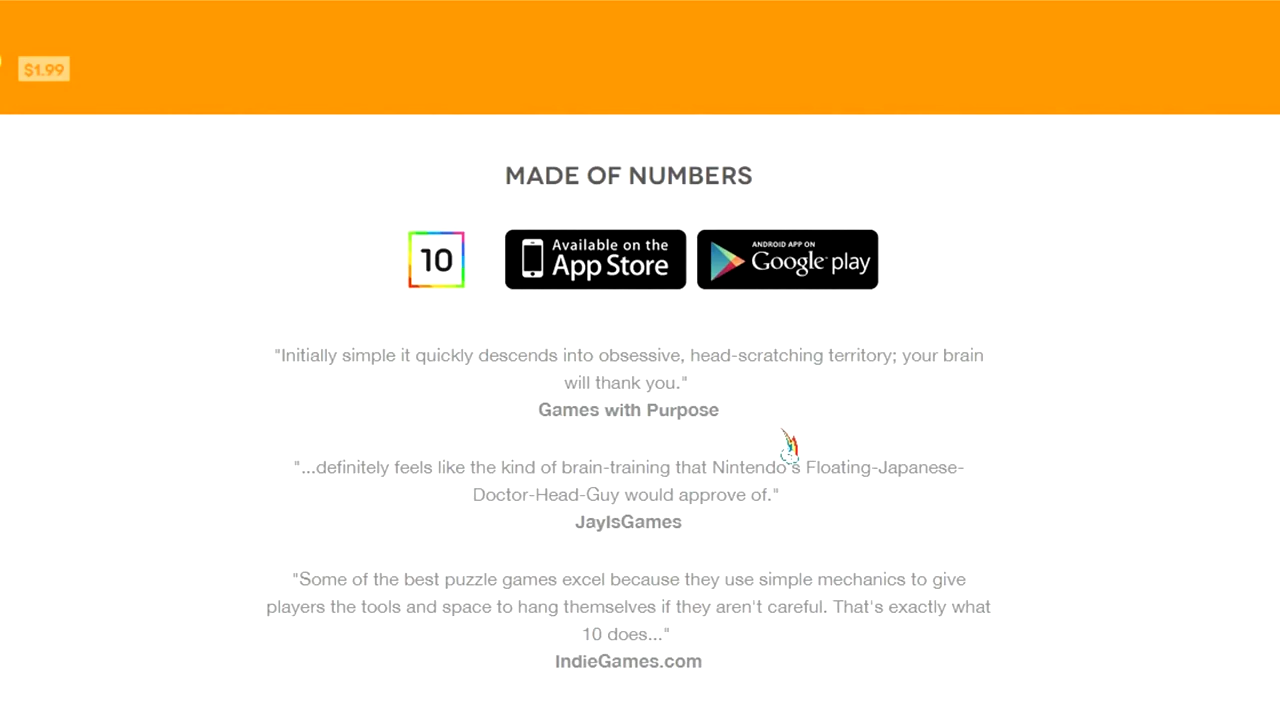 $1.99
MADE OF NUMBERS
10
Available on the
App Store
ANDROID APP ON
Google play
"Initially simple it quickly descends into obsessive, head-scratching territory; your brain
will thank you."
Games with Purpose
"...definitely feels like the kind of brain-training that Nintendo's Floating-Japanese-
Doctor-Head-Guy would approve of."
JayIsGames
"Some of the best puzzle games excel because they use simple mechanics to give
players the tools and space to hang themselves if they aren't careful. That's exactly what
10 does..."
IndieGames.com